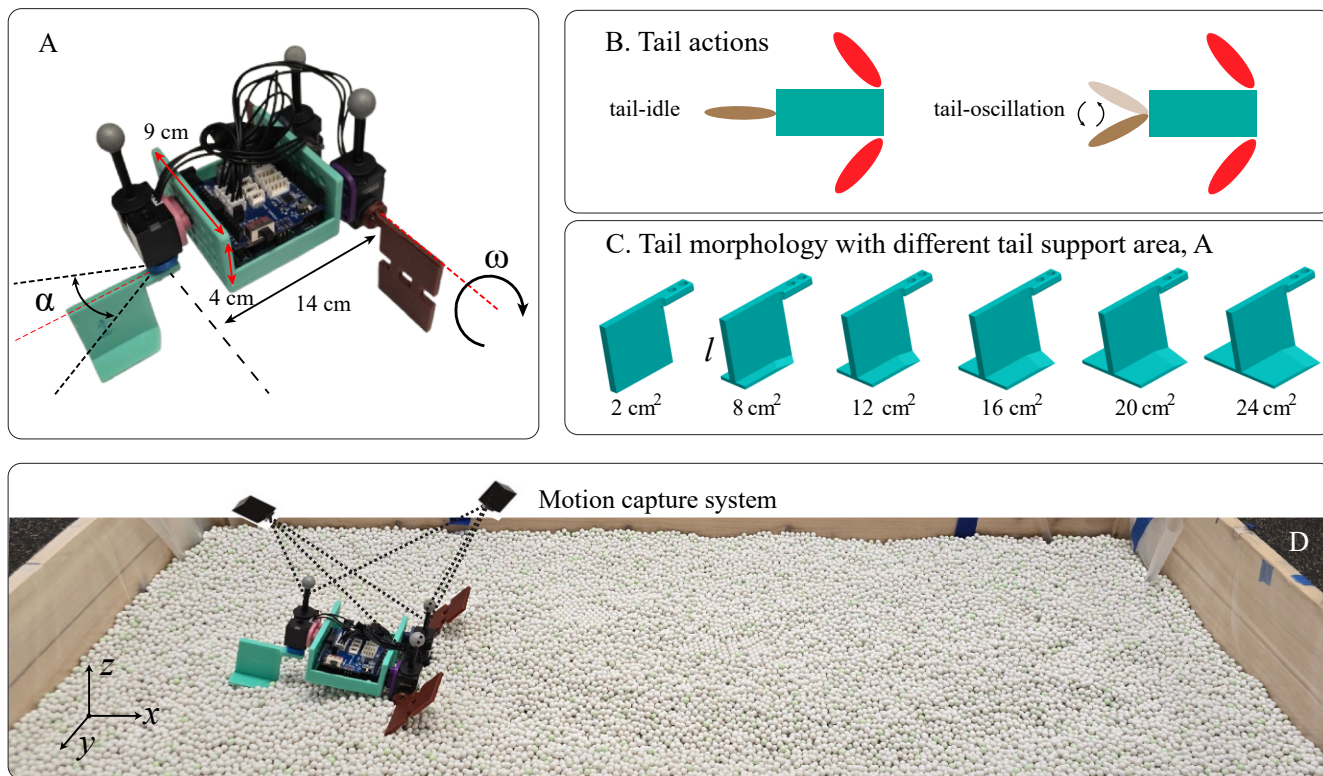 A
9 cm
4 cm
14 cm
α
ω
B. Tail actions
tail-idle
tail-oscillation
C. Tail morphology with different tail support area, A
l
2 cm²
8 cm²
12 cm²
16 cm²
20 cm²
24 cm²
Motion capture system
D
z
x
y